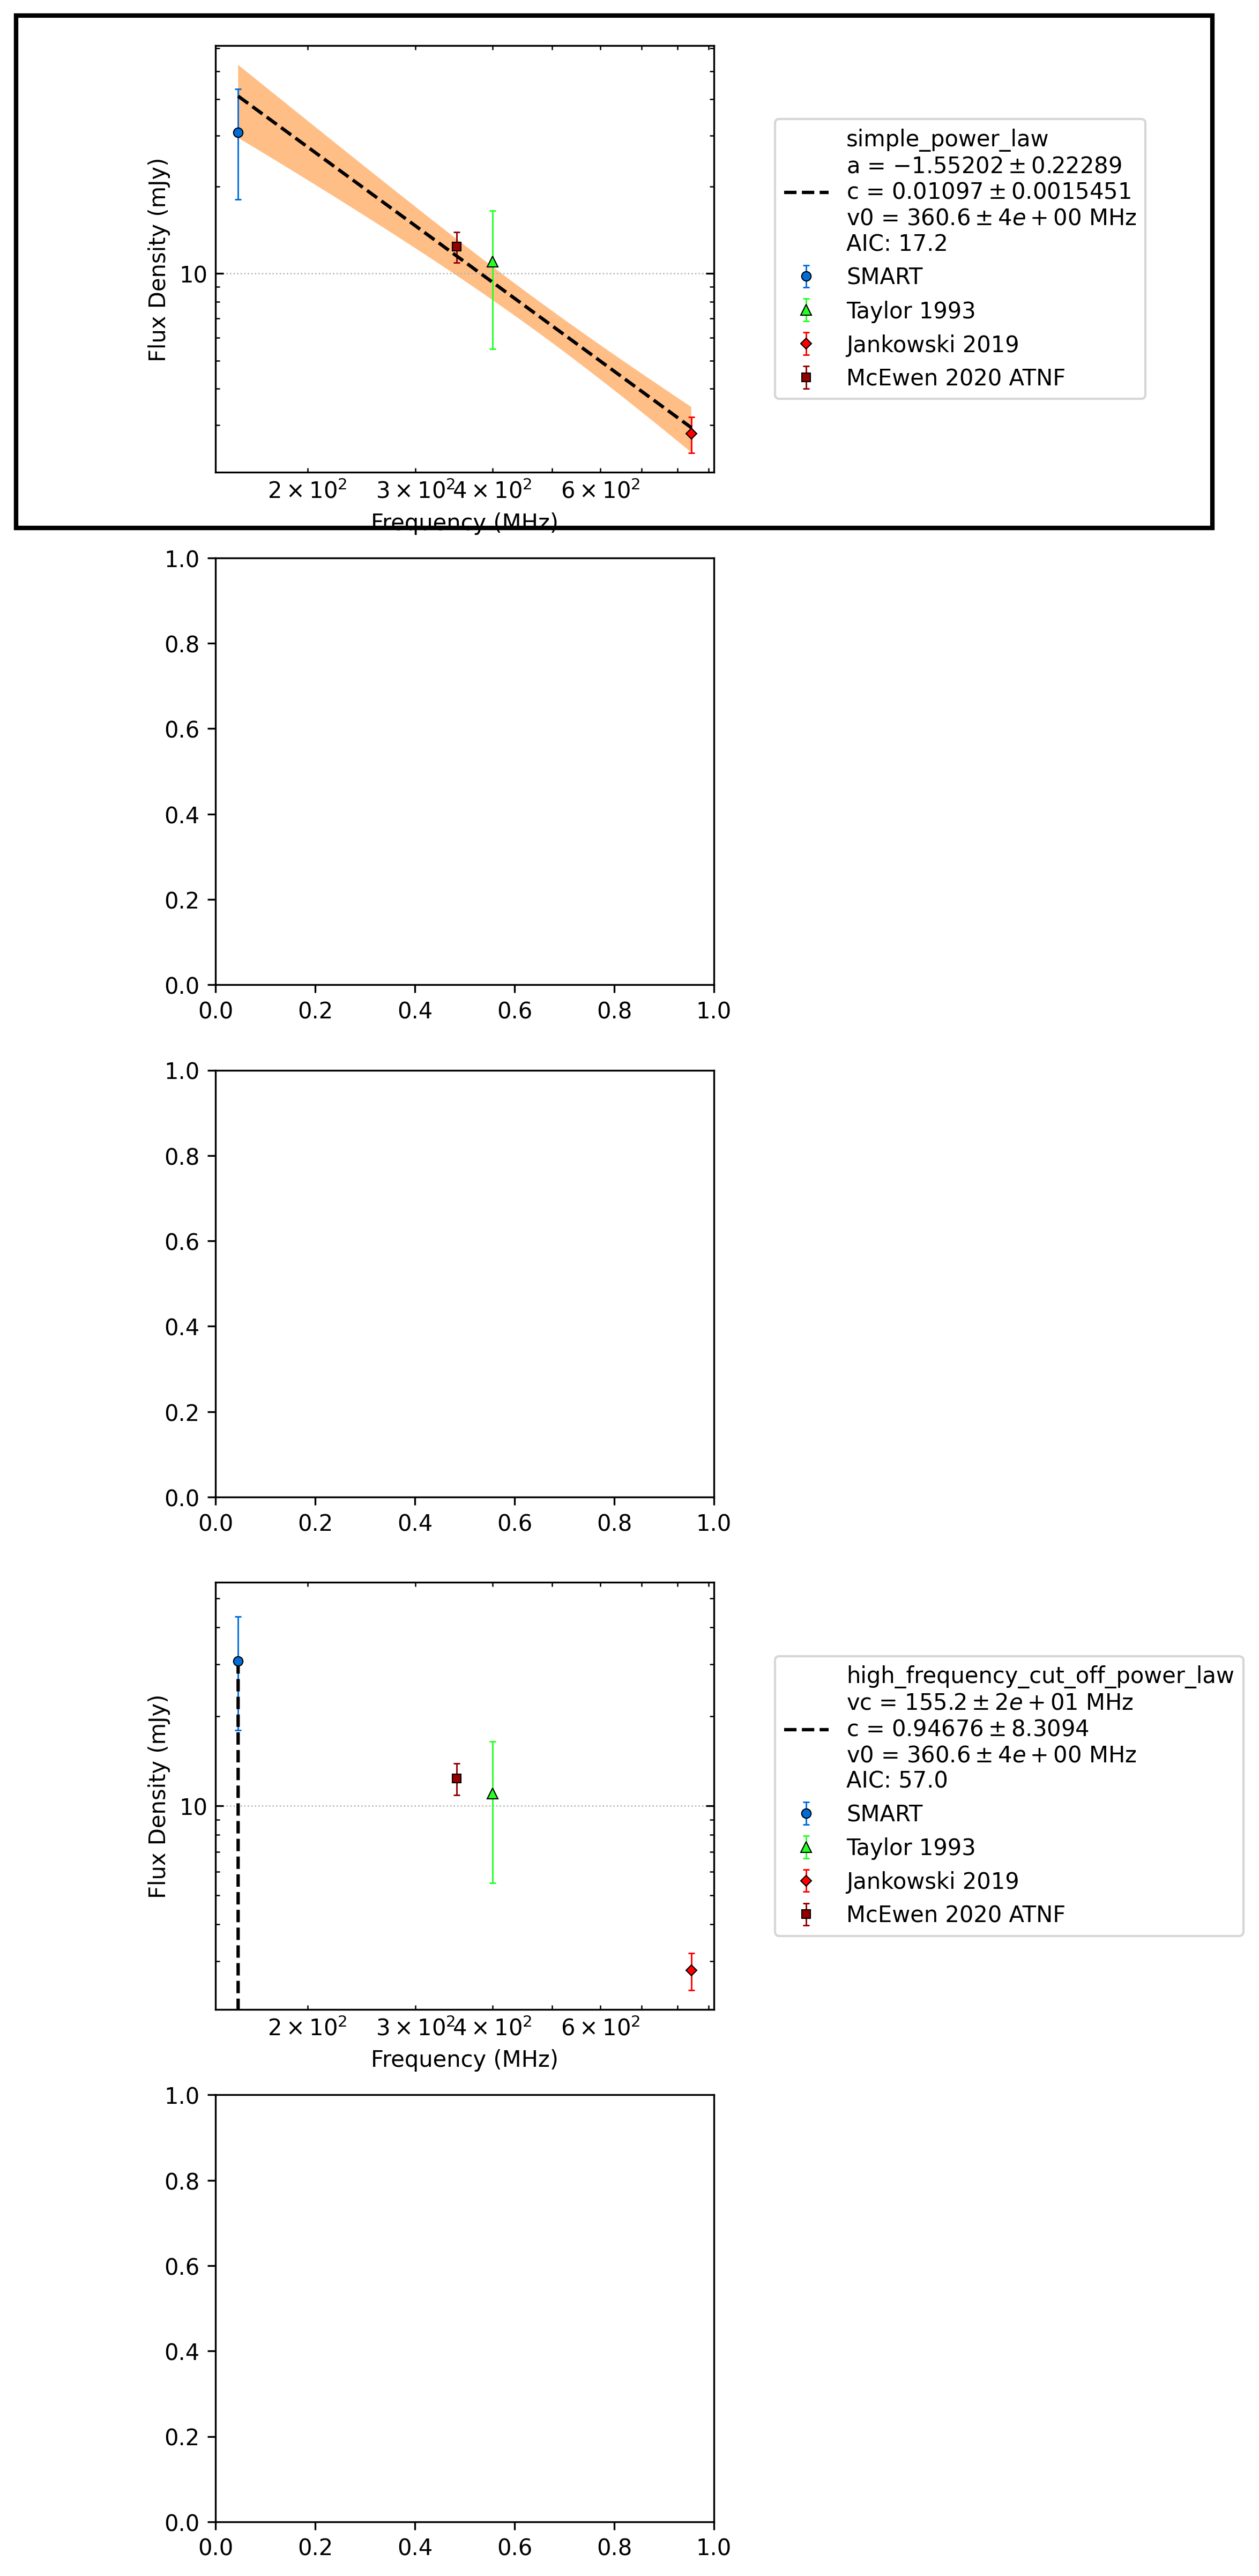 Flux Density (mJy)
10
2 × 10²
3 × 10²
4 × 10²
6 × 10²
Frequency (MHz)
simple_power_law
a = −1.55202 ± 0.22289
c = 0.01097 ± 0.0015451
v0 = 360.6 ± 4e + 00 MHz
AIC: 17.2
SMART
Taylor 1993
Jankowski 2019
McEwen 2020 ATNF
1.0
0.8
0.6
0.4
0.2
0.0
0.0 0.2 0.4 0.6 0.8 1.0
1.0
0.8
0.6
0.4
0.2
0.0
0.0 0.2 0.4 0.6 0.8 1.0
Flux Density (mJy)
10
2 × 10²
3 × 10²
4 × 10²
6 × 10²
Frequency (MHz)
high_frequency_cut_off_power_law
vc = 155.2 ± 2e + 01 MHz
c = 0.94676 ± 8.3094
v0 = 360.6 ± 4e + 00 MHz
AIC: 57.0
SMART
Taylor 1993
Jankowski 2019
McEwen 2020 ATNF
1.0
0.8
0.6
0.4
0.2
0.0
0.0 0.2 0.4 0.6 0.8 1.0